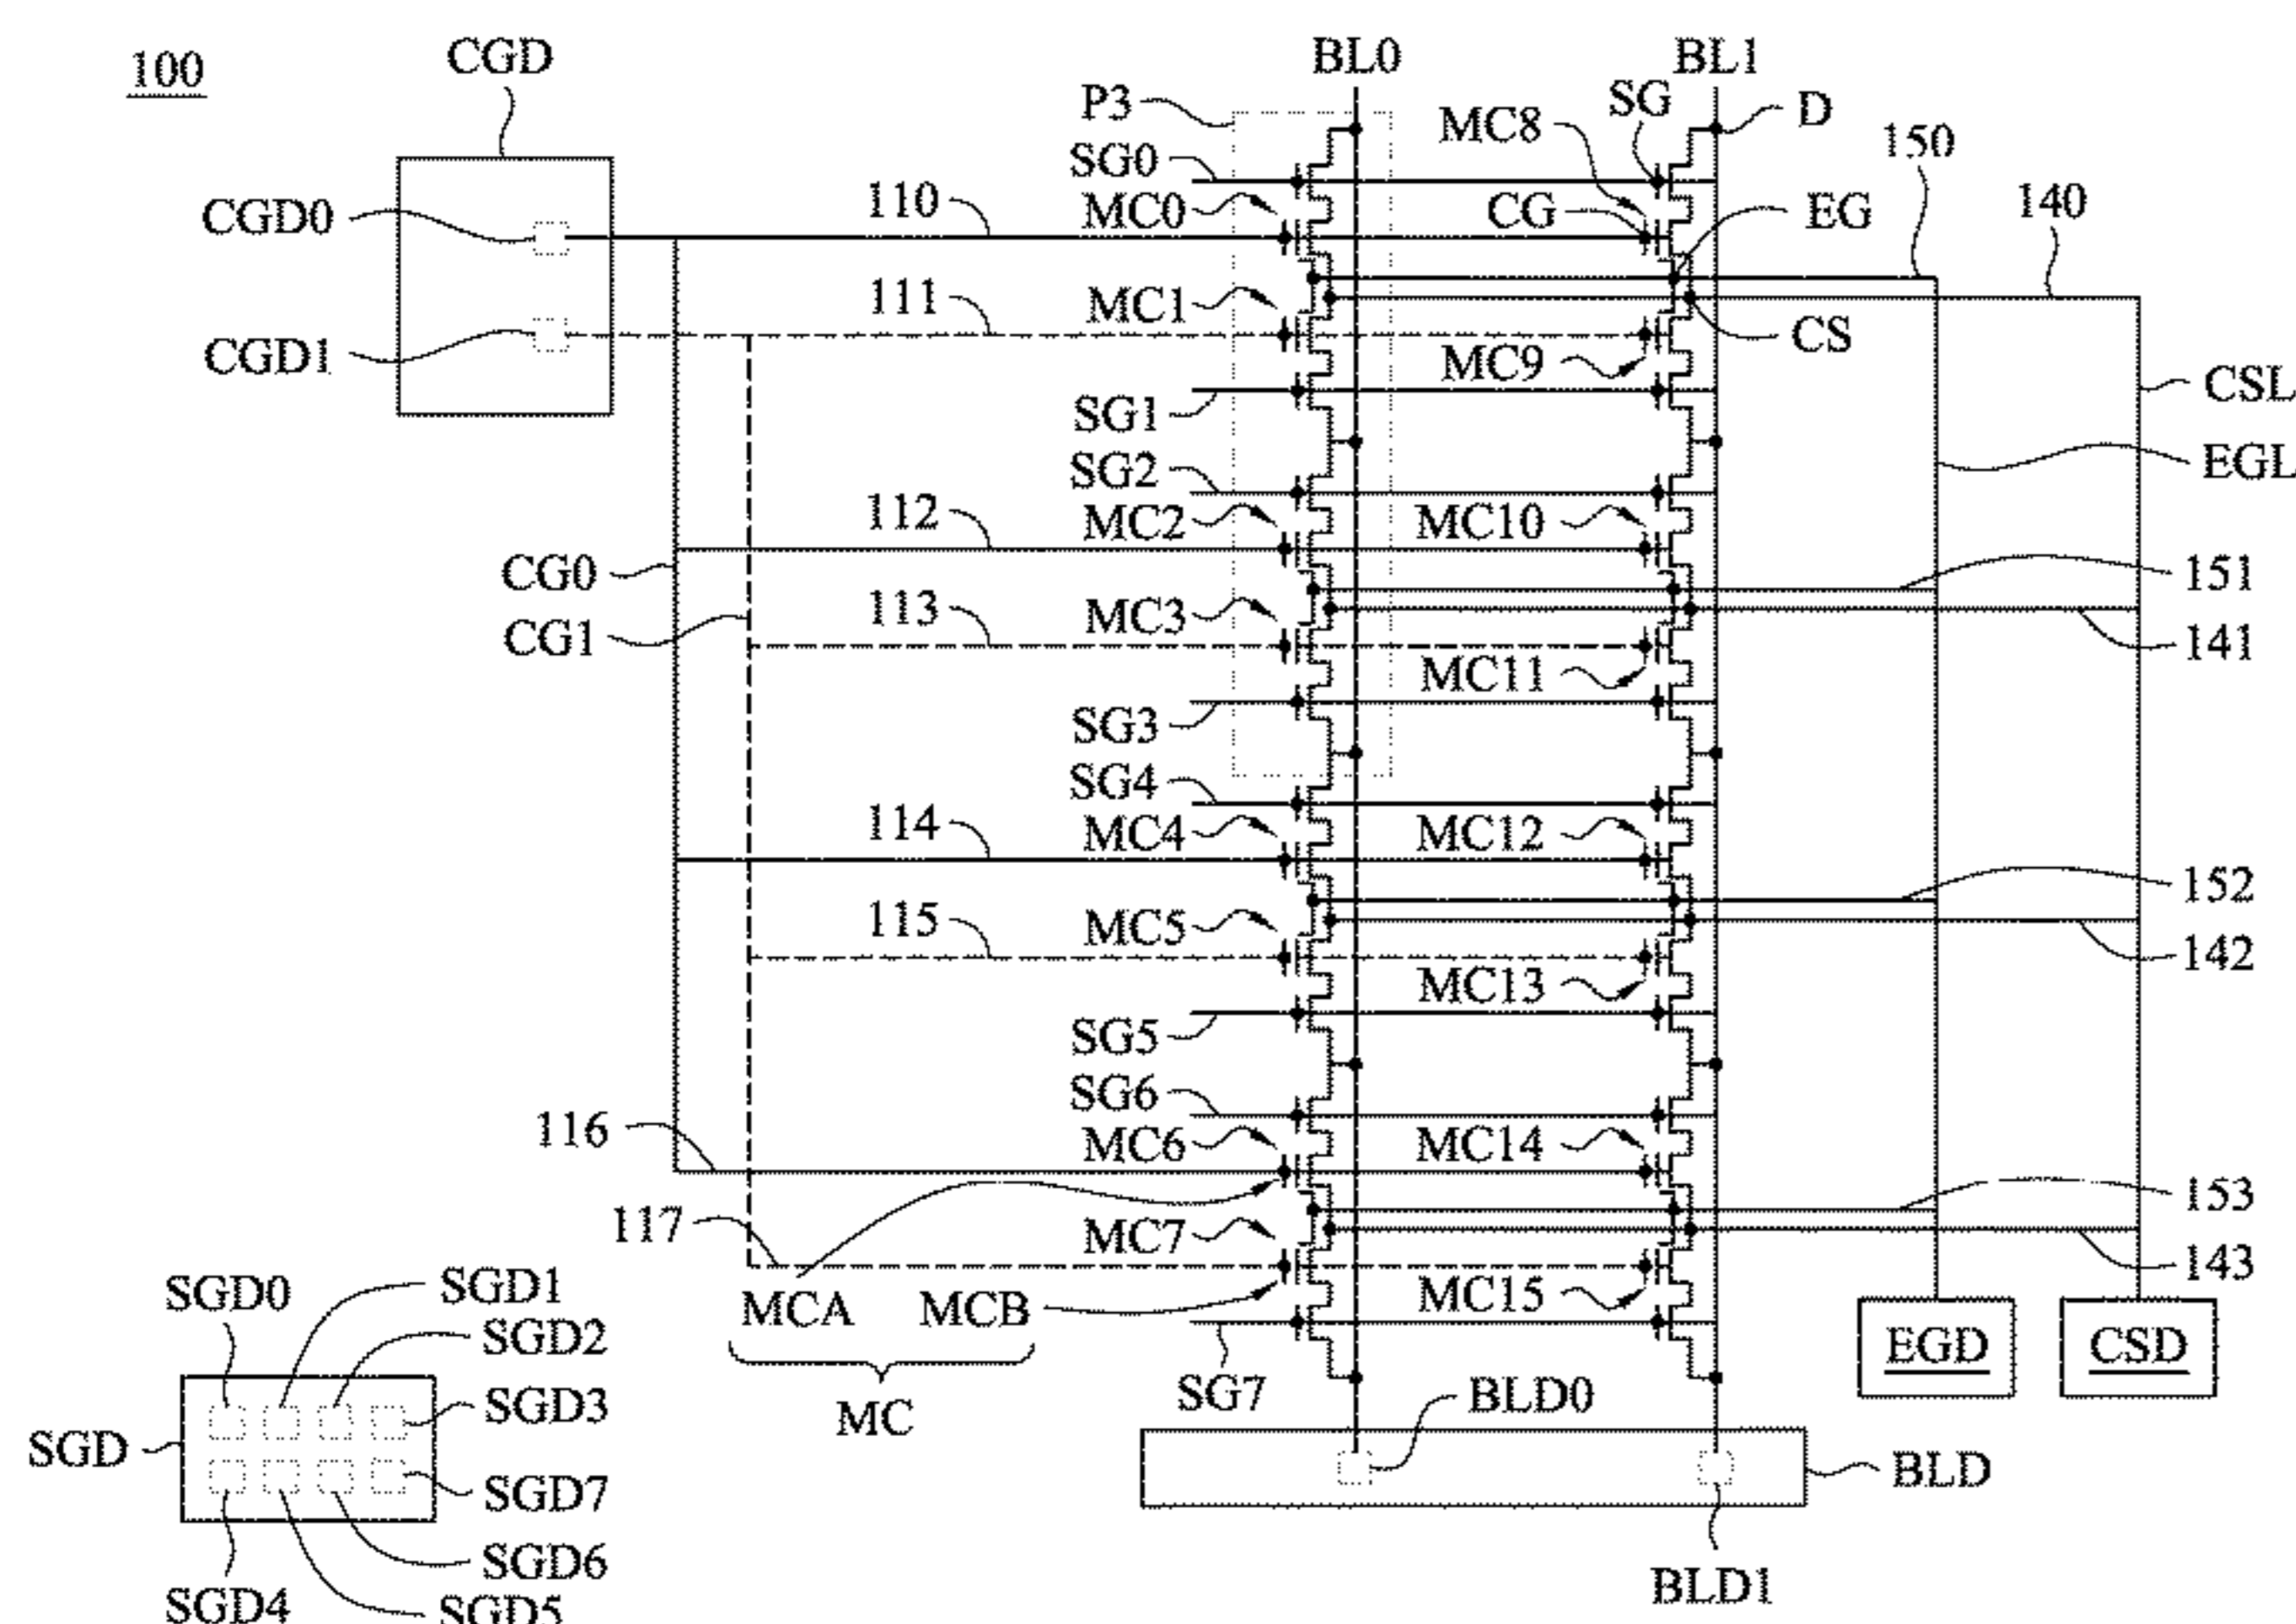 100
CGD
BL0
BL1
P3
SG
D
MC8
150
SG0
MC0
CG
EG
140
CGD0
110
CGD1
111
MC1
MC9
CS
CSL
SG1
SG2
EGL
112
MC2
MC10
CG0
151
CG1
113
MC3
MC11
141
SG3
SG4
114
MC4
MC12
152
115
MC5
MC13
142
SG5
SG6
116
MC6
MC14
153
117
MC7
MC15
143
MCA MCB
MC
SG7
EGD
CSD
SGD0
SGD1
SGD2
SGD3
SGD
SGD7
SGD6
SGD4
SGD5
BLD0
BLD
BLD1